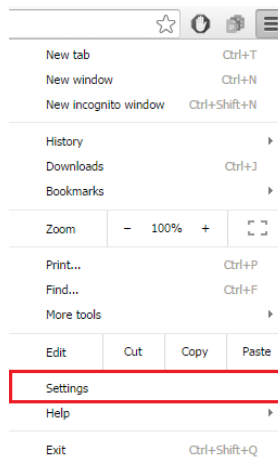 New tab Ctrl+T
New window Ctrl+N
New incognito window Ctrl+Shift+N
History
Downloads Ctrl+J
Bookmarks
Zoom − 100% +
Print... Ctrl+P
Find... Ctrl+F
More tools
Edit Cut Copy Paste
Settings
Help
Exit Ctrl+Shift+Q